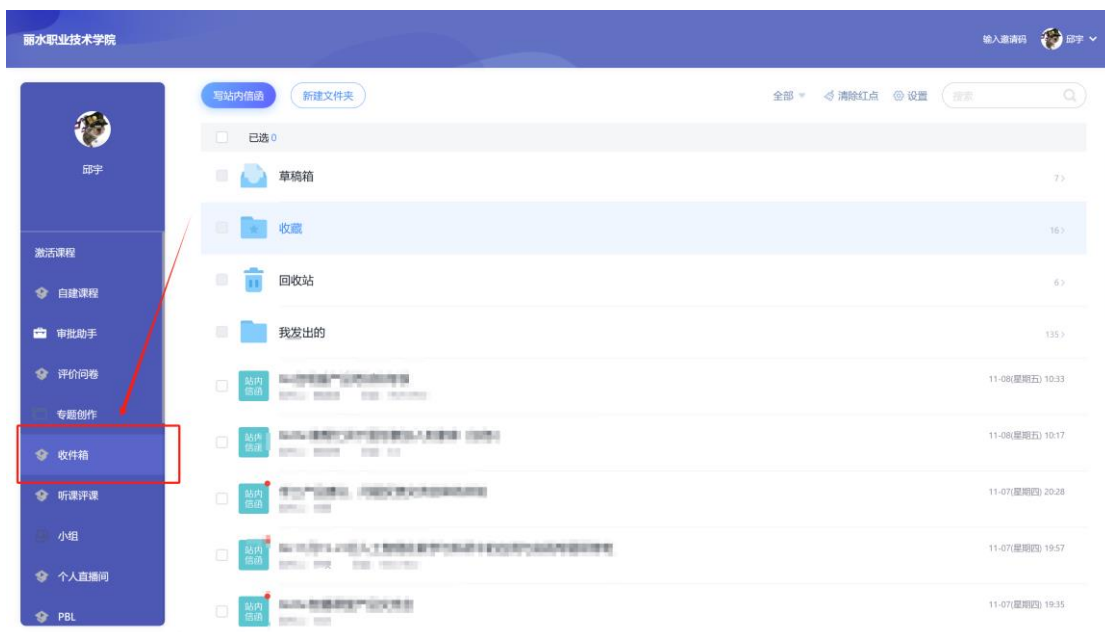 丽水职业技术学院
输入邀请码
邱宇
邱宇
激活课程
自建课程
审批助手
评价问卷
专题创作
收件箱
听课评课
小组
个人直播间
PBL
写站内信函
新建文件夹
全部
清除红点
设置
搜索
已选 0
草稿箱
7
收藏
16
回收站
6
我发出的
135
站内
信函
11-08(星期五) 10:33
站内
信函
11-08(星期五) 10:17
站内
信函
11-07(星期四) 20:28
站内
信函
11-07(星期四) 19:57
站内
信函
11-07(星期四) 19:35